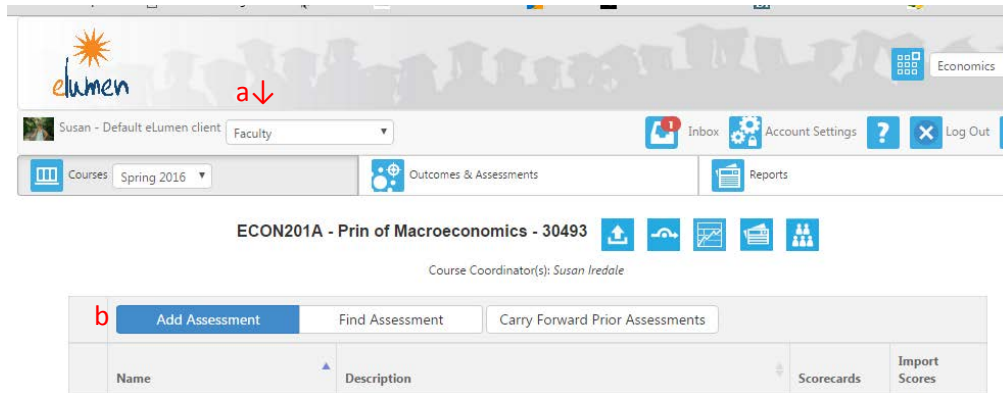 elumen
Economics
a↓
Susan - Default eLumen client Faculty 1 Inbox Account Settings ? Log Out
Courses Spring 2016 Outcomes & Assessments Reports
ECON201A - Prin of Macroeconomics - 30493
Course Coordinator(s): Susan Iredale
b Add Assessment Find Assessment Carry Forward Prior Assessments
Name Description Scorecards Import Scores